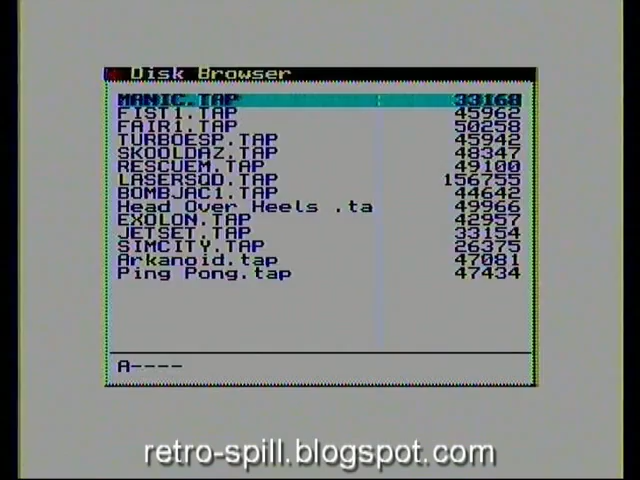 Disk Browser
MANIC.TAP 33168
FIST1.TAP 45962
FAIR1.TAP 50258
TURBOESP.TAP 45942
SKOOLDAZ.TAP 48347
RESCUEM.TAP 49100
LASERSQD.TAP 156755
BOMBJAC1.TAP 44642
Head Over Heels .ta 49966
EXOLON.TAP 42957
JETSET.TAP 33154
SIMCITY.TAP 26375
Arkanoid.tap 47081
Ping Pong.tap 47434
A----
retro-spill.blogspot.com